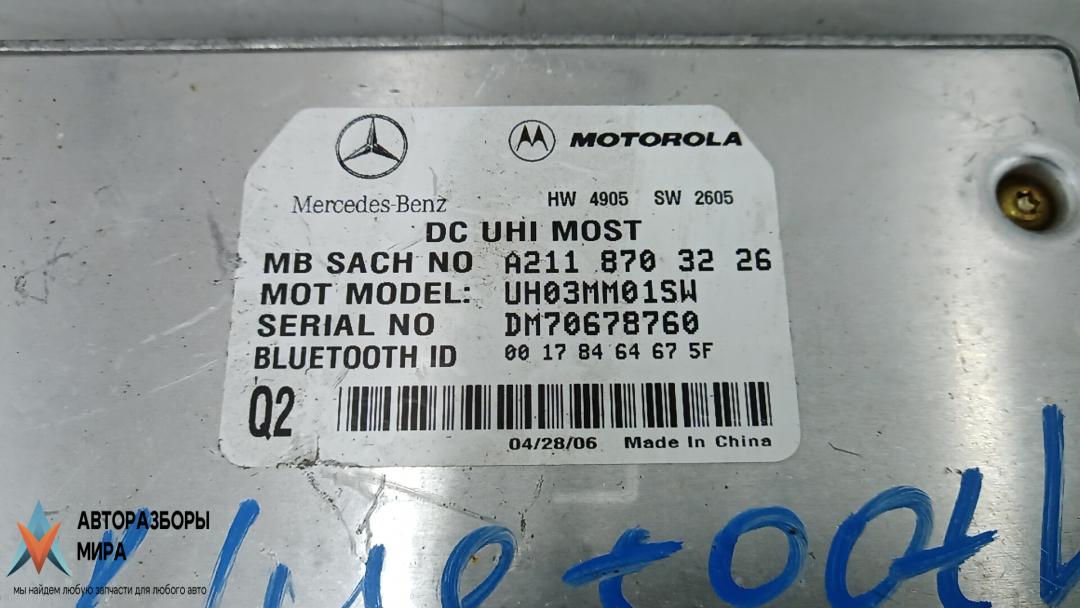 MOTOROLA
Mercedes-Benz HW 4905 SW 2605
DC UHI MOST
MB SACH NO A211 870 32 26
MOT MODEL: UH03MM01SW
SERIAL NO DM70678760
BLUETOOTH ID 00 17 84 64 67 5F
Q2
04/28/06 Made In China
Bluetooth
АВТОРАЗБОРЫ
МИРА
мы найдем любую запчасти для любого авто